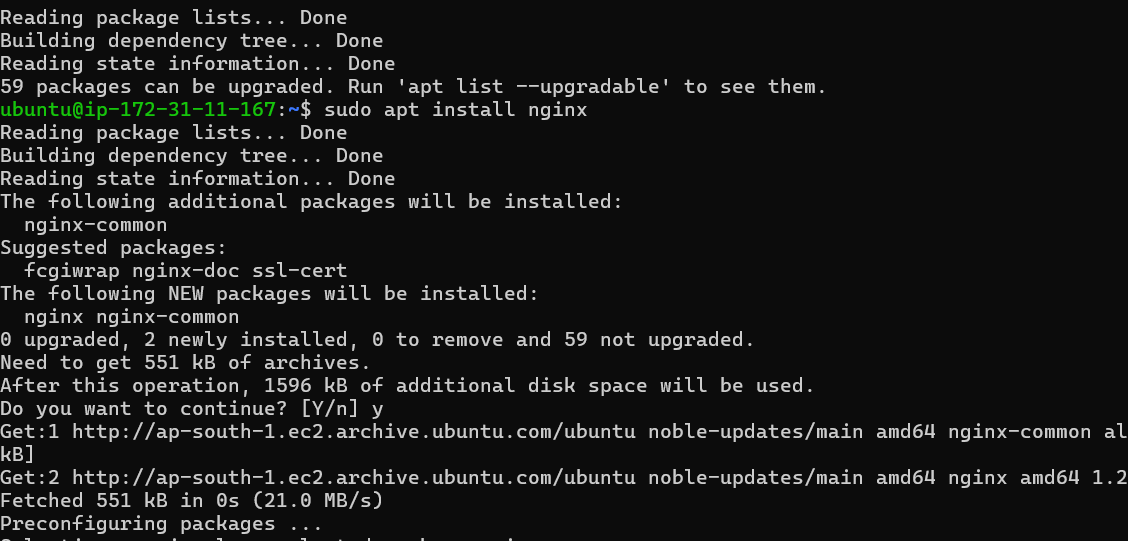 Reading package lists... Done
Building dependency tree... Done
Reading state information... Done
59 packages can be upgraded. Run 'apt list --upgradable' to see them.
ubuntu@ip-172-31-11-167:~$ sudo apt install nginx
Reading package lists... Done
Building dependency tree... Done
Reading state information... Done
The following additional packages will be installed:
  nginx-common
Suggested packages:
  fcgiwrap nginx-doc ssl-cert
The following NEW packages will be installed:
  nginx nginx-common
0 upgraded, 2 newly installed, 0 to remove and 59 not upgraded.
Need to get 551 kB of archives.
After this operation, 1596 kB of additional disk space will be used.
Do you want to continue? [Y/n] y
Get:1 http://ap-south-1.ec2.archive.ubuntu.com/ubuntu noble-updates/main amd64 nginx-common al
kB]
Get:2 http://ap-south-1.ec2.archive.ubuntu.com/ubuntu noble-updates/main amd64 nginx amd64 1.2
Fetched 551 kB in 0s (21.0 MB/s)
Preconfiguring packages ...